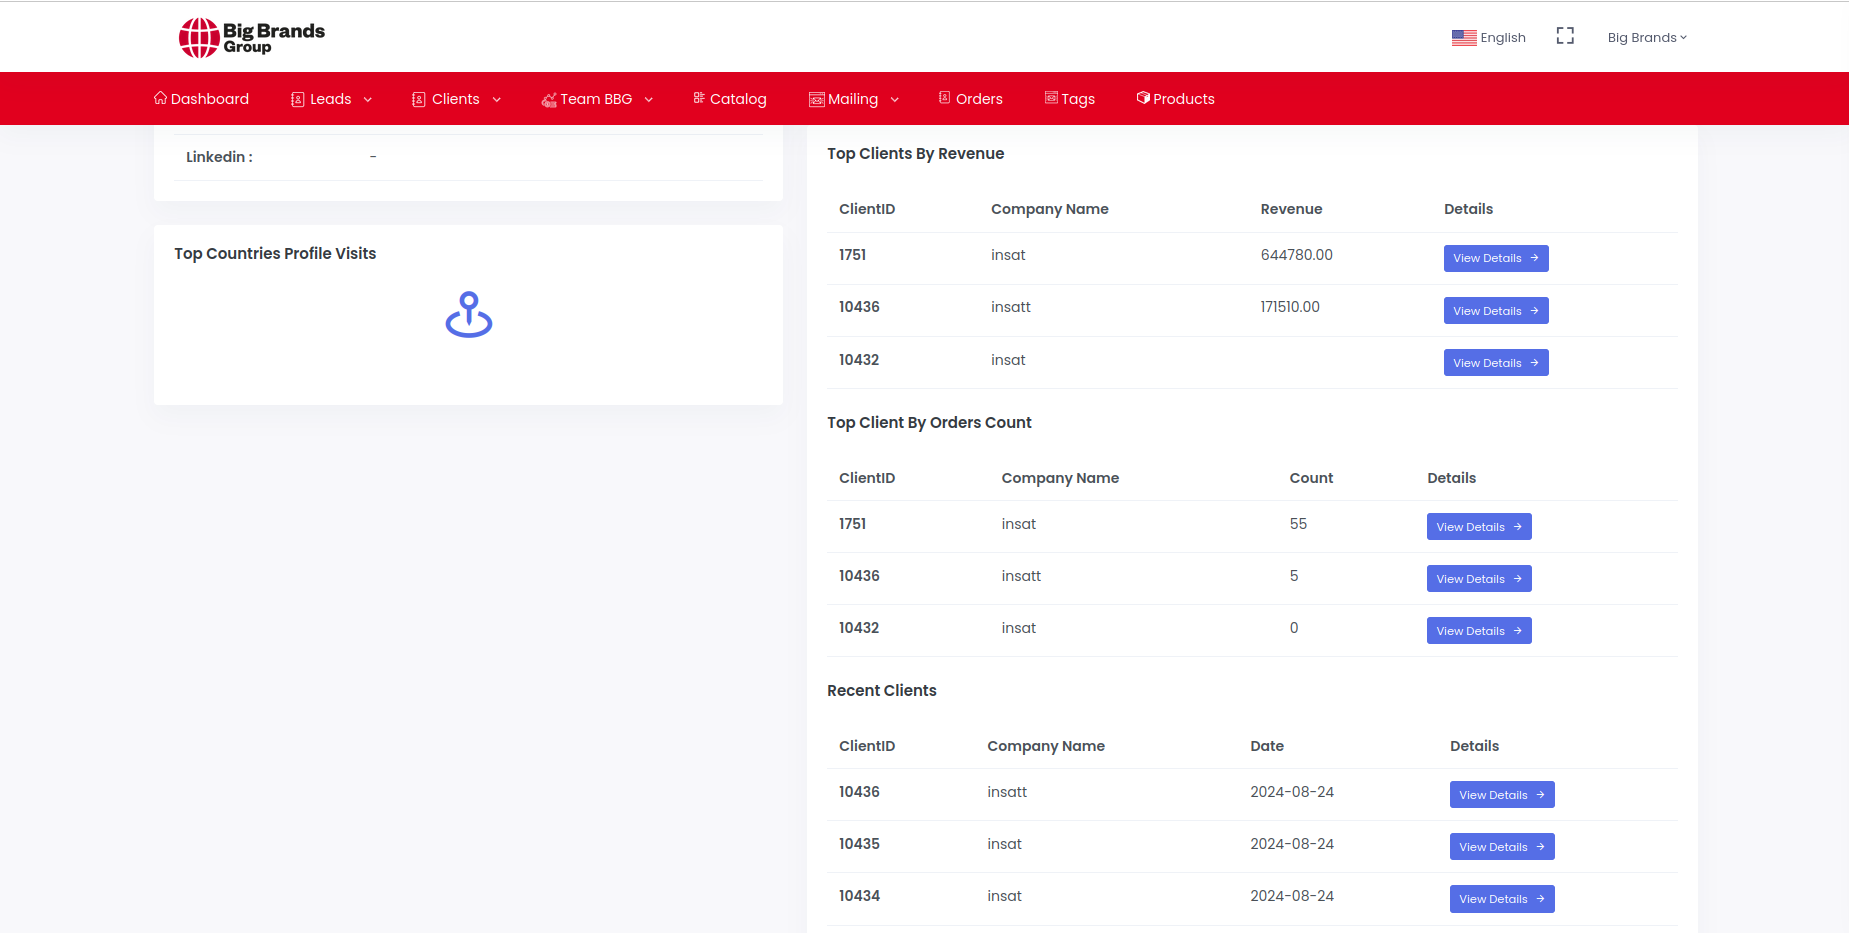 Big Brands
Group
English
Big Brands
Dashboard Leads Clients Team BBG Catalog Mailing Orders Tags Products
Linkedin : -
Top Countries Profile Visits
Top Clients By Revenue
ClientID Company Name Revenue Details
1751 insat 644780.00 View Details
10436 insatt 171510.00 View Details
10432 insat View Details
Top Client By Orders Count
ClientID Company Name Count Details
1751 insat 55 View Details
10436 insatt 5 View Details
10432 insat 0 View Details
Recent Clients
ClientID Company Name Date Details
10436 insatt 2024-08-24 View Details
10435 insat 2024-08-24 View Details
10434 insat 2024-08-24 View Details